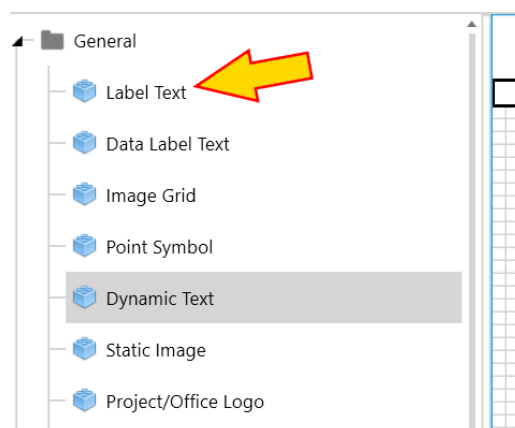 General
Label Text
Data Label Text
Image Grid
Point Symbol
Dynamic Text
Static Image
Project/Office Logo